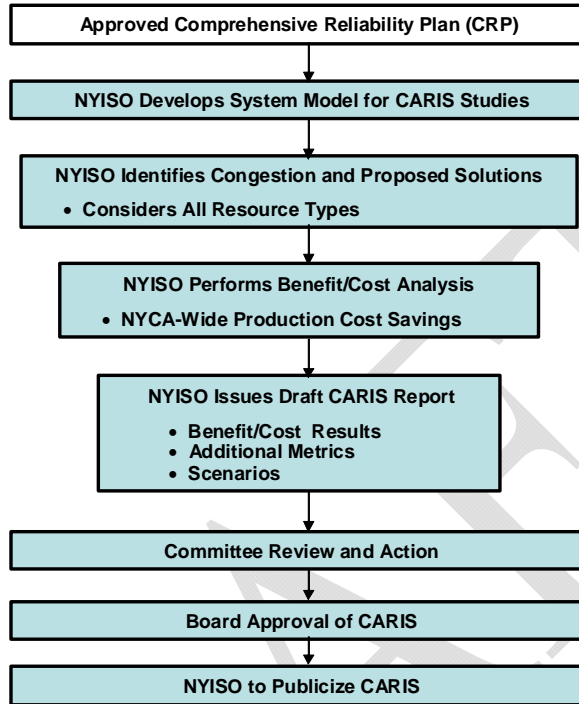 Approved Comprehensive Reliability Plan (CRP)
NYISO Develops System Model for CARIS Studies
NYISO Identifies Congestion and Proposed Solutions
• Considers All Resource Types
NYISO Performs Benefit/Cost Analysis
• NYCA-Wide Production Cost Savings
NYISO Issues Draft CARIS Report
• Benefit/Cost Results
• Additional Metrics
• Scenarios
Committee Review and Action
Board Approval of CARIS
NYISO to Publicize CARIS